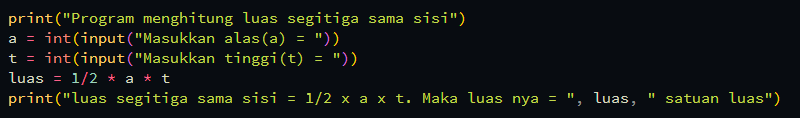 print("Program menghitung luas segitiga sama sisi")
a = int(input("Masukkan alas(a) = "))
t = int(input("Masukkan tinggi(t) = "))
luas = 1/2 * a * t
print("luas segitiga sama sisi = 1/2 x a x t. Maka luas nya = ", luas, " satuan luas")